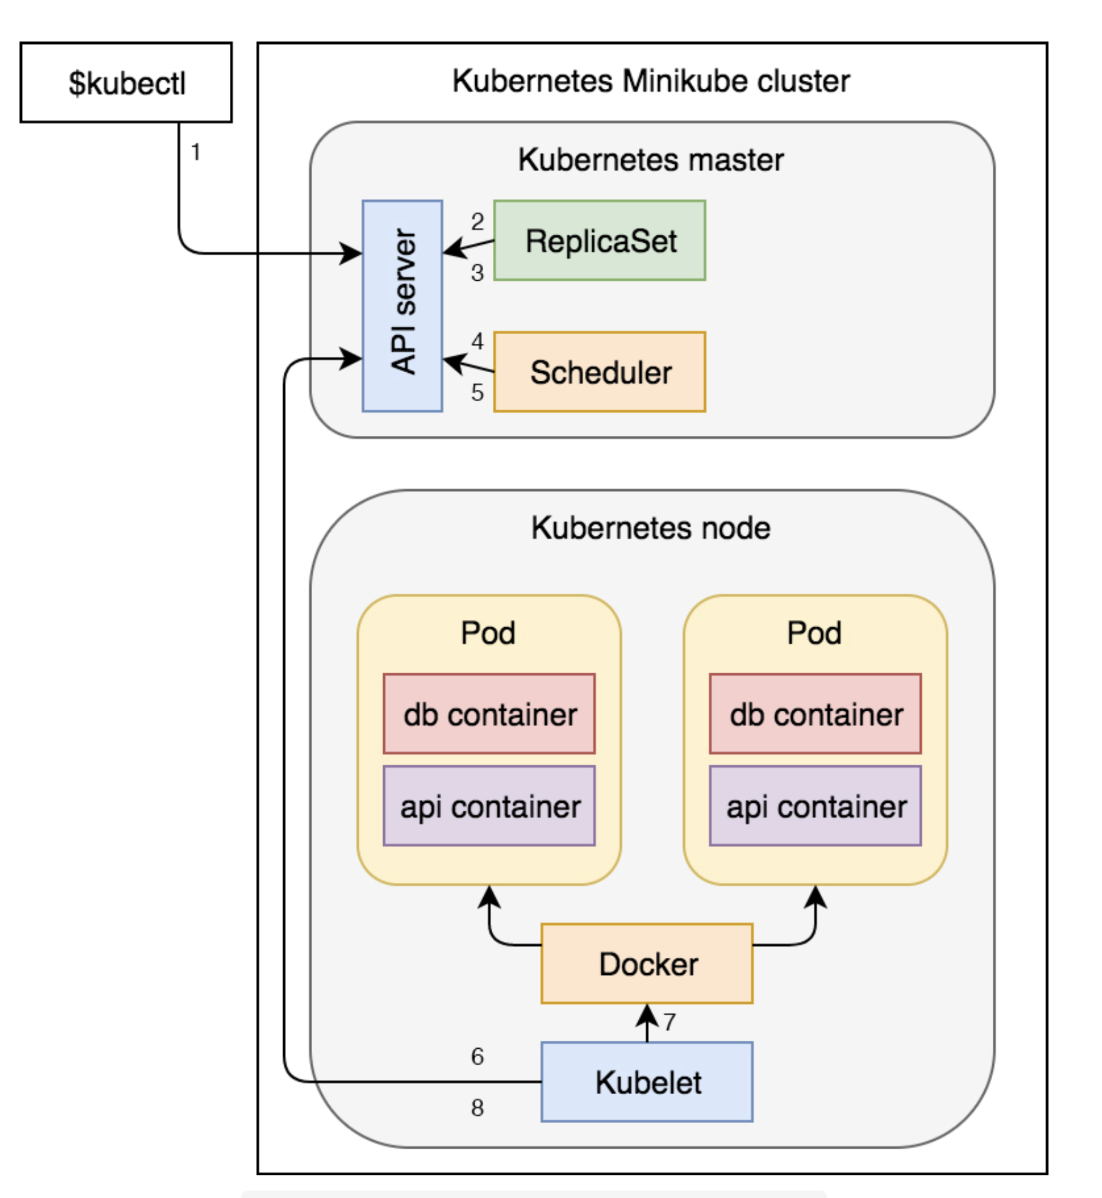 $kubectl
1
Kubernetes Minikube cluster
Kubernetes master
API server
2
3
ReplicaSet
4
5
Scheduler
Kubernetes node
Pod
db container
api container
Pod
db container
api container
Docker
7
6
8
Kubelet